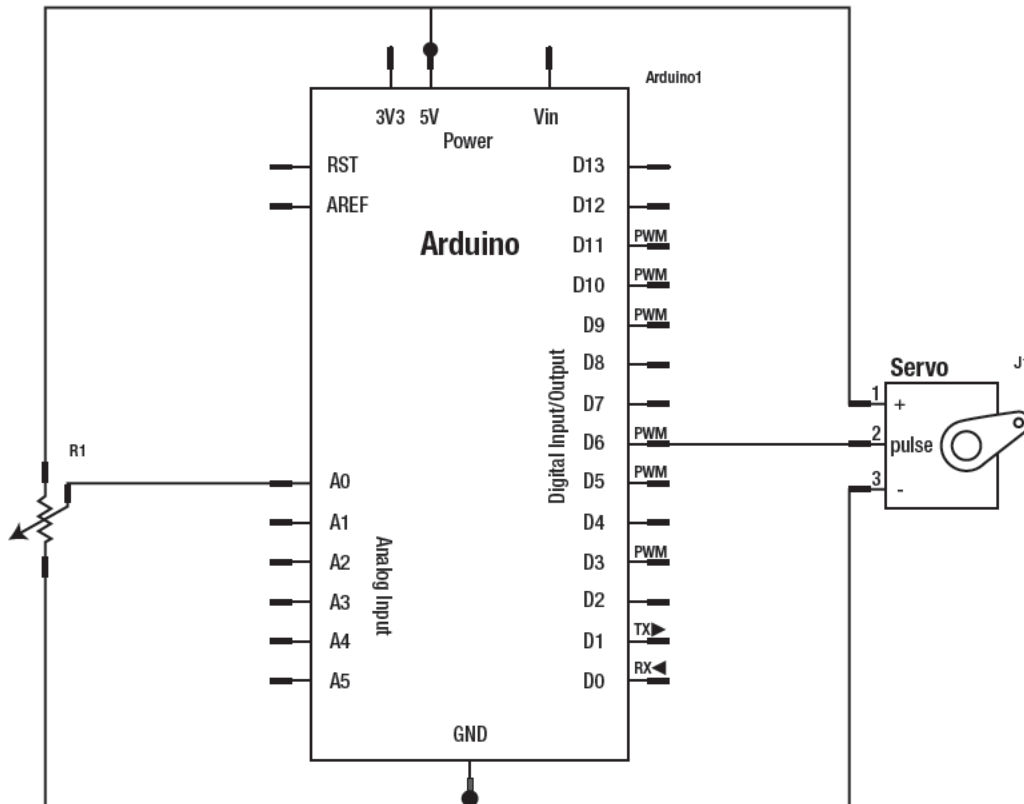 Arduino1
3V3 5V Vin
Power
RST D13
AREF D12
Arduino
D11 PWM
D10 PWM
D9 PWM
D8
D7
D6 PWM
D5 PWM
D4
D3 PWM
D2
D1 TX
D0 RX
Digital Input/Output
R1
A0
A1
A2
A3
A4
A5
Analog Input
GND
Servo
1 +
2 pulse
3 -